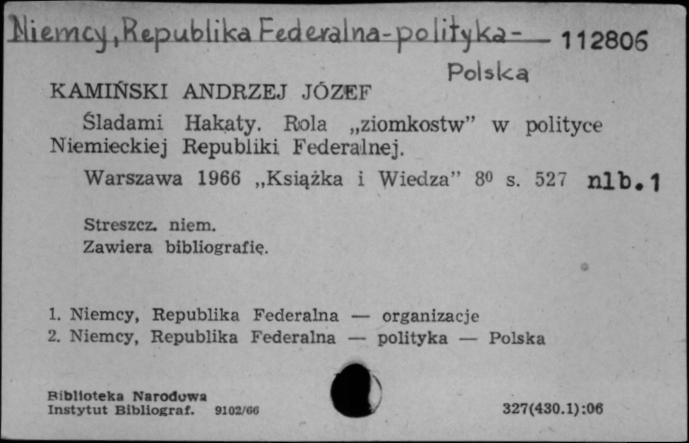 Niemcy, Republika Federalna-polityka- 112806
Polska
KAMIŃSKI ANDRZEJ JÓZEF
Śladami Hakaty. Rola „ziomkostw” w polityce
Niemieckiej Republiki Federalnej.
Warszawa 1966 „Książka i Wiedza” 8⁰ s. 527 nlb.1
Streszcz. niem.
Zawiera bibliografię.
1. Niemcy, Republika Federalna — organizacje
2. Niemcy, Republika Federalna — polityka — Polska
Biblioteka Narodowa
Instytut Bibliograf. 9102/66 327(430.1):06